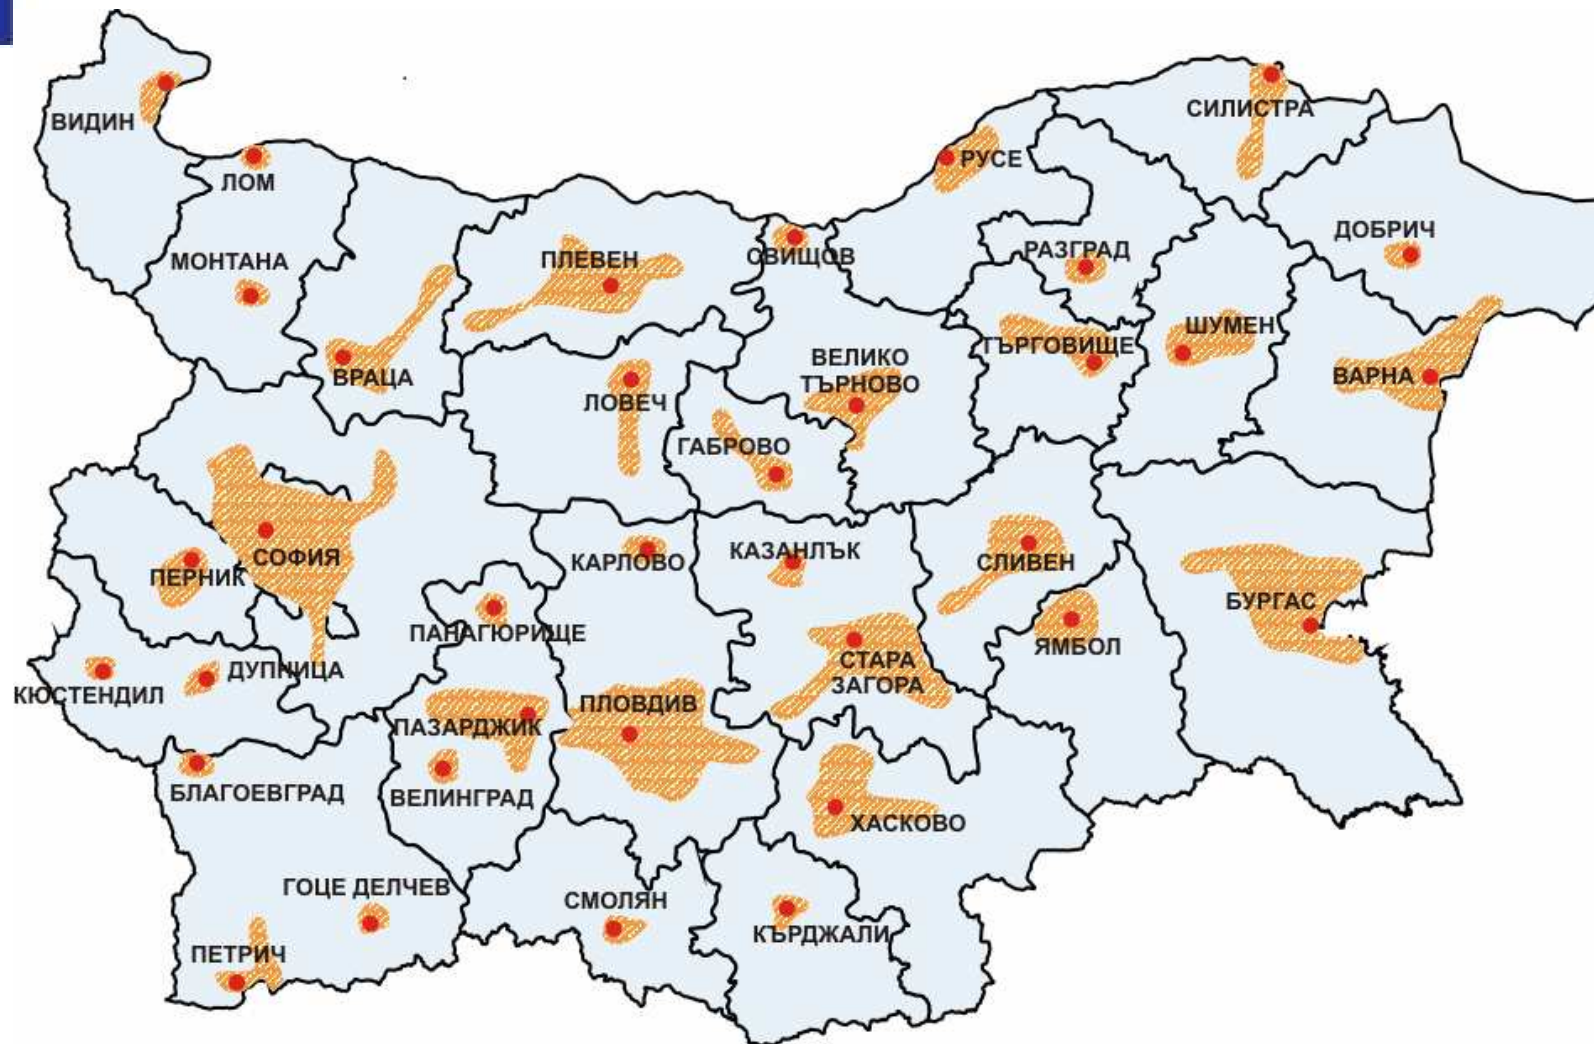 ВИДИН
ЛОМ
МОНТАНА
ВРАЦА
ПЛЕВЕН
СВИЩОВ
РУСЕ
СИЛИСТРА
ДОБРИЧ
РАЗГРАД
ТЪРГОВИЩЕ
ШУМЕН
ВАРНА
ВЕЛИКО
ТЪРНОВО
ЛОВЕЧ
ГАБРОВО
СОФИЯ
ПЕРНИК
КЮСТЕНДИЛ
ДУПНИЦА
ПАНАГЮРИЩЕ
КАРЛОВО
КАЗАНЛЪК
СЛИВЕН
ЯМБОЛ
БУРГАС
СТАРА
ЗАГОРА
ПЛОВДИВ
ПАЗАРДЖИК
ВЕЛИНГРАД
БЛАГОЕВГРАД
ХАСКОВО
ГОЦЕ ДЕЛЧЕВ
СМОЛЯН
КЪРДЖАЛИ
ПЕТРИЧ